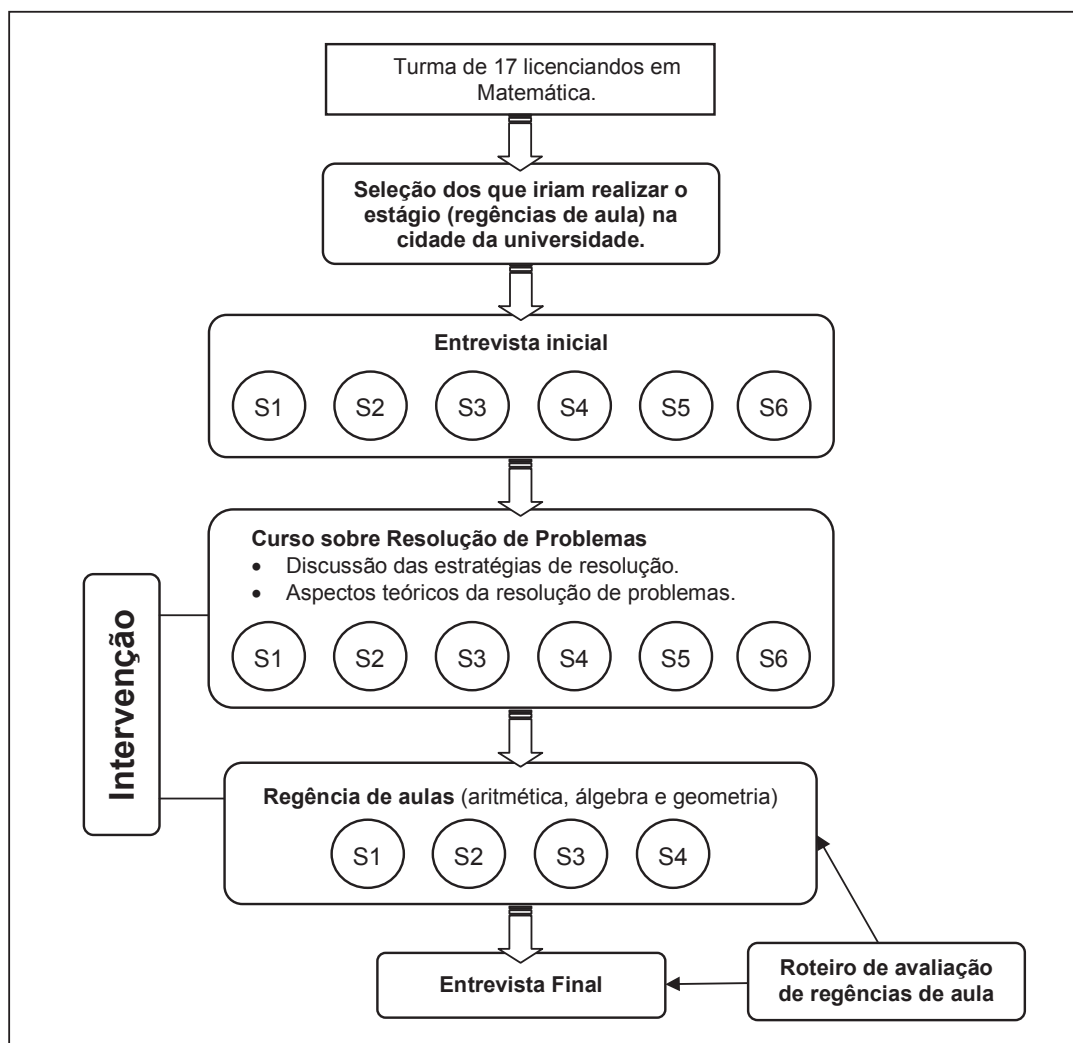 Turma de 17 licenciandos em
Matemática.
Seleção dos que iriam realizar o
estágio (regências de aula) na
cidade da universidade.
Entrevista inicial
S1 S2 S3 S4 S5 S6
Curso sobre Resolução de Problemas
• Discussão das estratégias de resolução.
• Aspectos teóricos da resolução de problemas.
S1 S2 S3 S4 S5 S6
Intervenção
Regência de aulas (aritmética, álgebra e geometria)
S1 S2 S3 S4
Entrevista Final
Roteiro de avaliação
de regências de aula